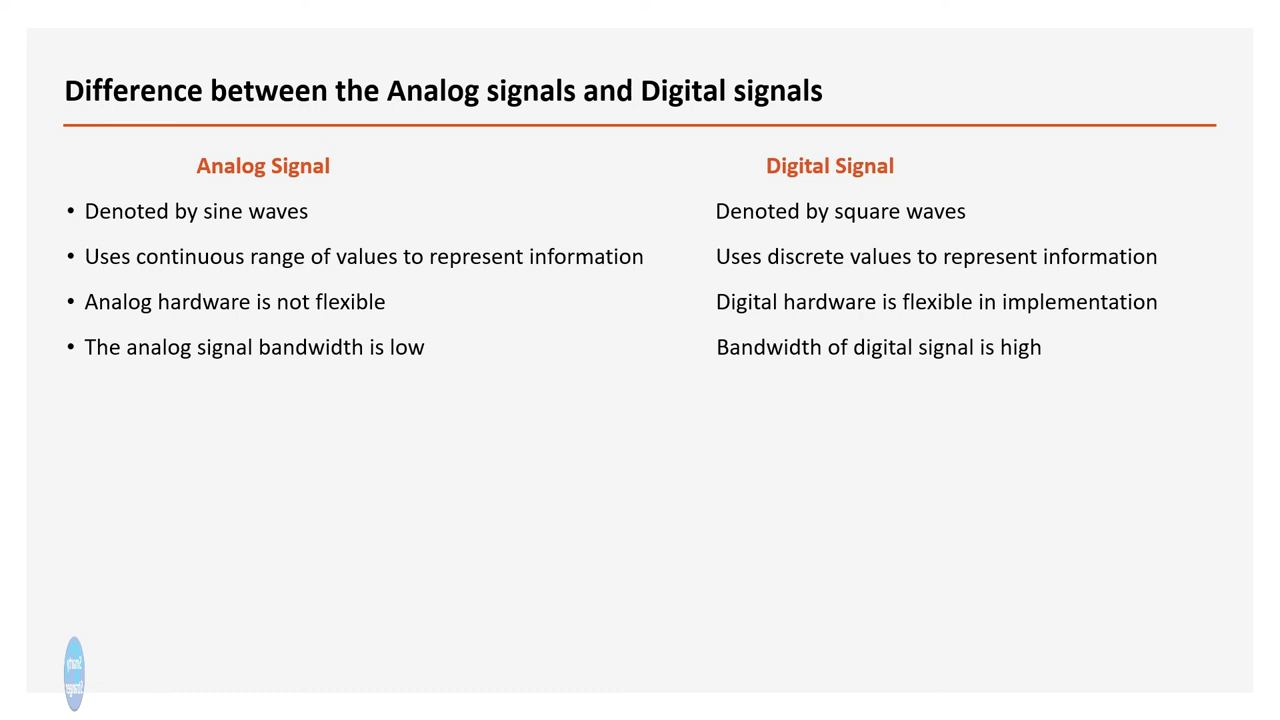 Difference between the Analog signals and Digital signals
Analog Signal Digital Signal
• Denoted by sine waves Denoted by square waves
• Uses continuous range of values to represent information Uses discrete values to represent information
• Analog hardware is not flexible Digital hardware is flexible in implementation
• The analog signal bandwidth is low Bandwidth of digital signal is high